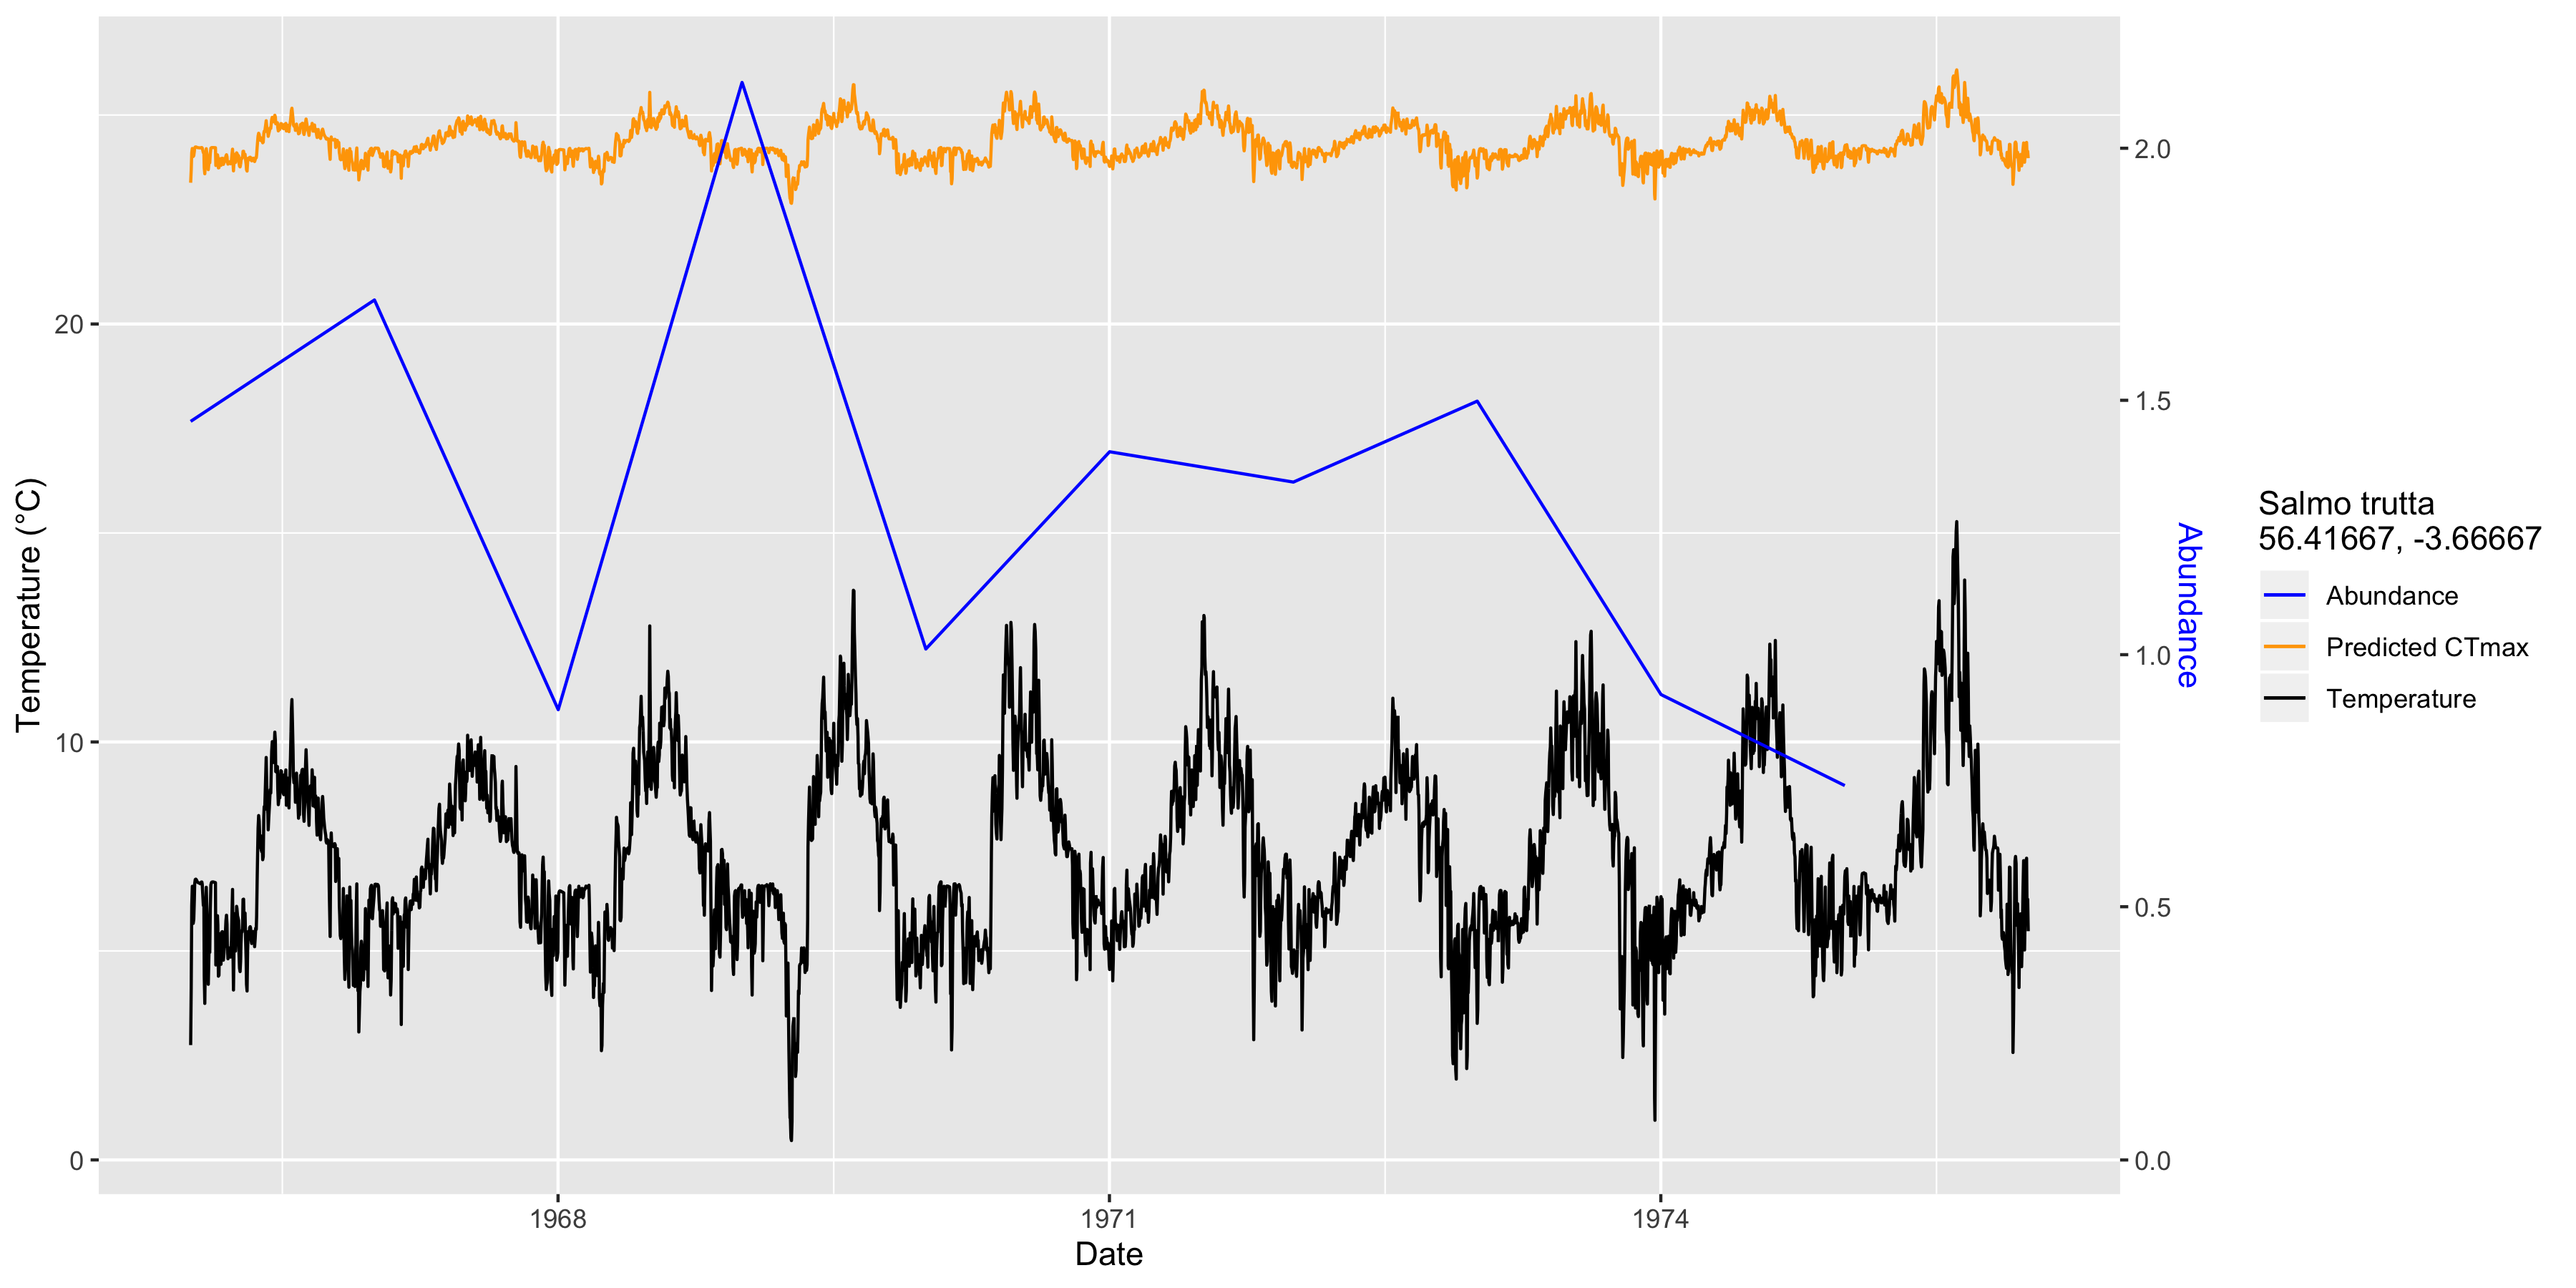 Temperature (°C)
20
10
0
1968
1971
1974
Date
2.0
1.5
1.0
0.5
0.0
Abundance
Salmo trutta
56.41667, -3.66667
Abundance
Predicted CTmax
Temperature